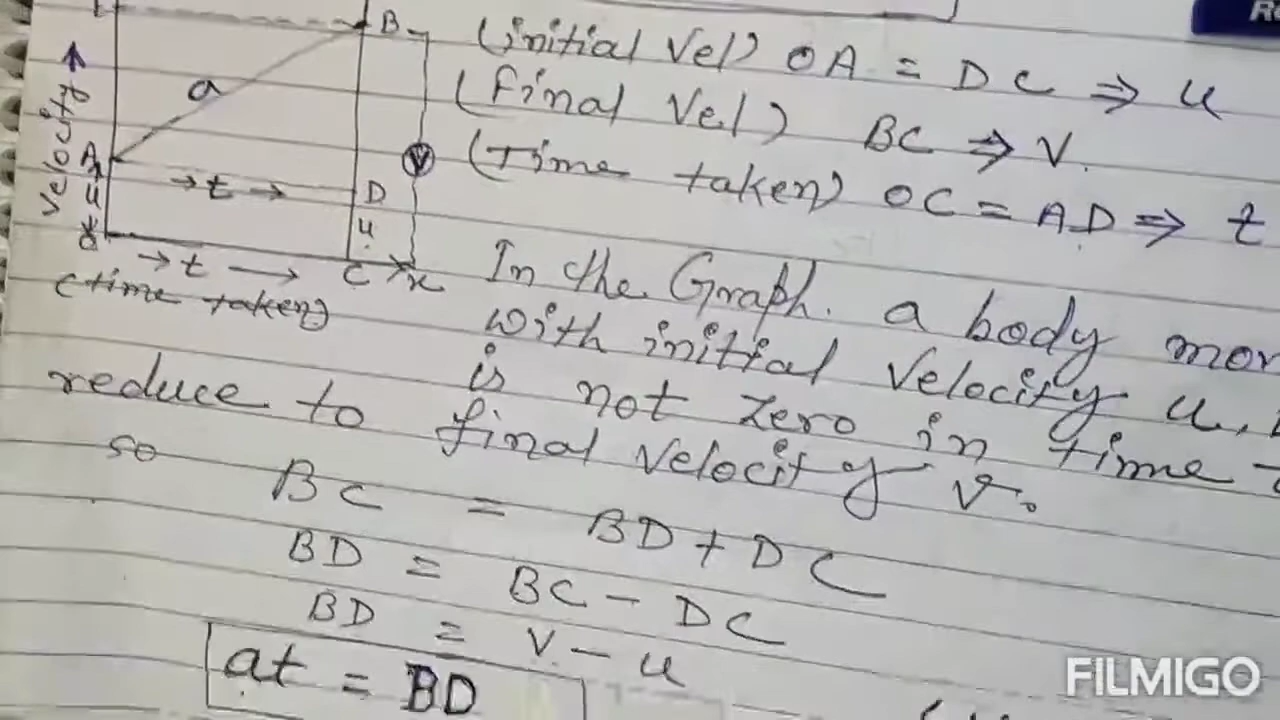 B
(initial Vel) OA = DC ⇒ u
(final Vel) BC ⇒ V.
(Time taken) OC = AD ⇒ t
Velocity
a
A
u
→ t →
D
u
V
→ t →
C
x
(time taken)
In the Graph. a body
with initial velocity u,
is not zero in time
reduce to final velocity v.
so
BC = BD + DC
BD = BC - DC
BD = V - u
at = BD
FILMIGO